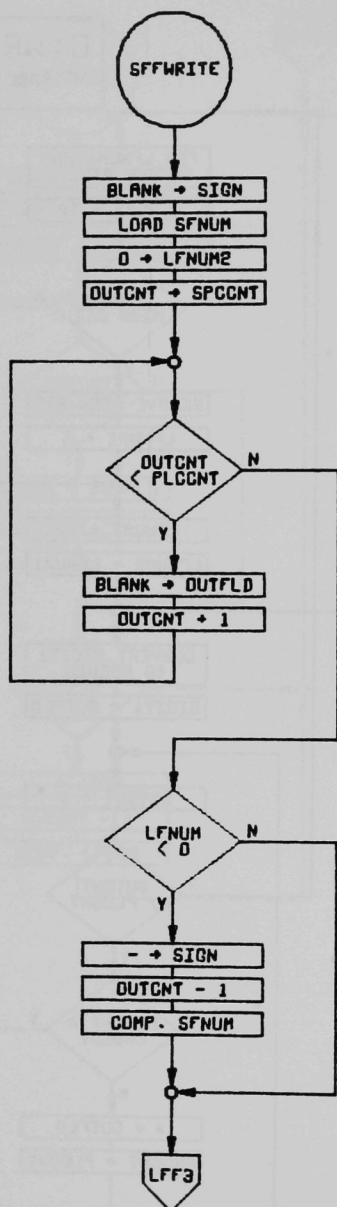 SFFWRITE
BLANK → SIGN
LOAD SFNUM
0 → LFNUM2
OUTCNT → SPCCNT
OUTCNT
< PLCCNT
N
Y
BLANK → OUTFLD
OUTCNT + 1
LFNUM
< 0
N
Y
- → SIGN
OUTCNT - 1
COMP. SFNUM
LFF3